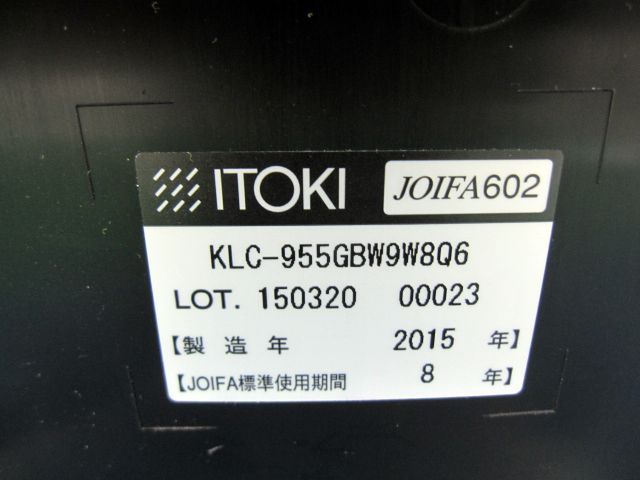 ITOKI JOIFA602
KLC-955GBW9W8Q6
LOT. 150320 00023
【製造年 2015 年】
【JOIFA標準使用期間 8 年】